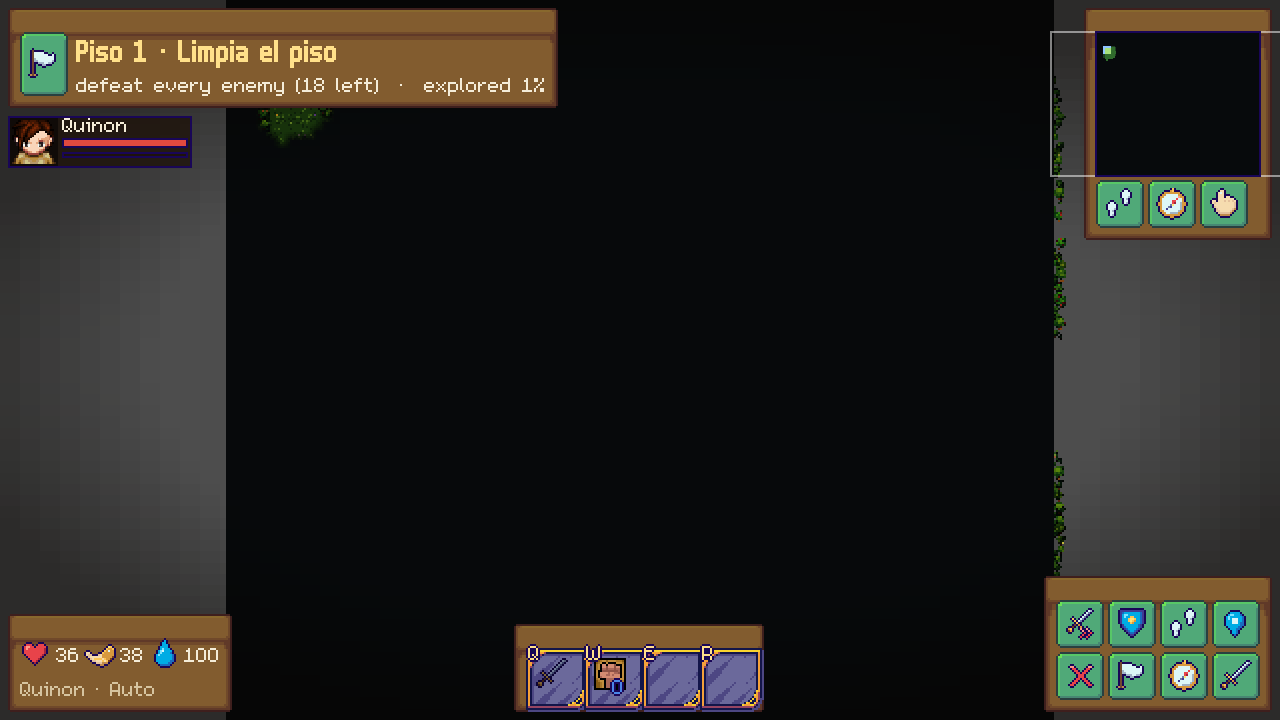 Piso 1 · Limpia el piso
defeat every enemy (18 left) · explored 1%
Quinon
36 38 100
Quinon · Auto
Q W E R